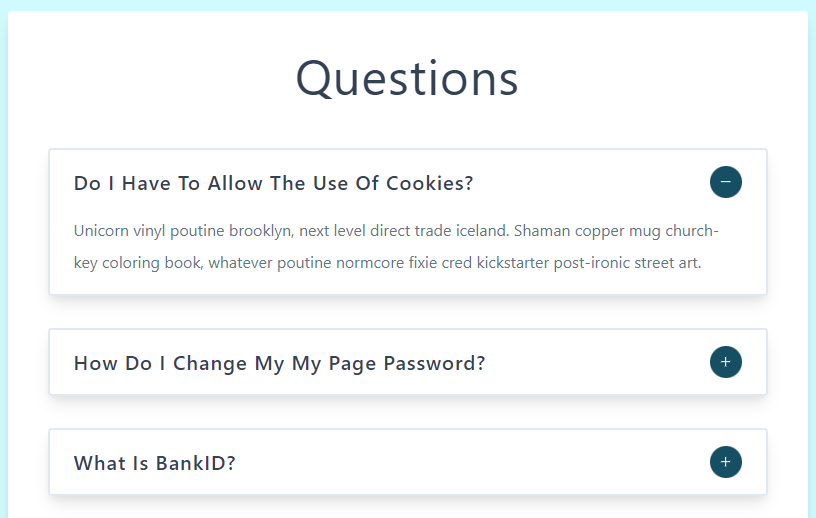 Questions
Do I Have To Allow The Use Of Cookies?
Unicorn vinyl poutine brooklyn, next level direct trade iceland. Shaman copper mug church-
key coloring book, whatever poutine normcore fixie cred kickstarter post-ironic street art.
How Do I Change My My Page Password?
What Is BankID?